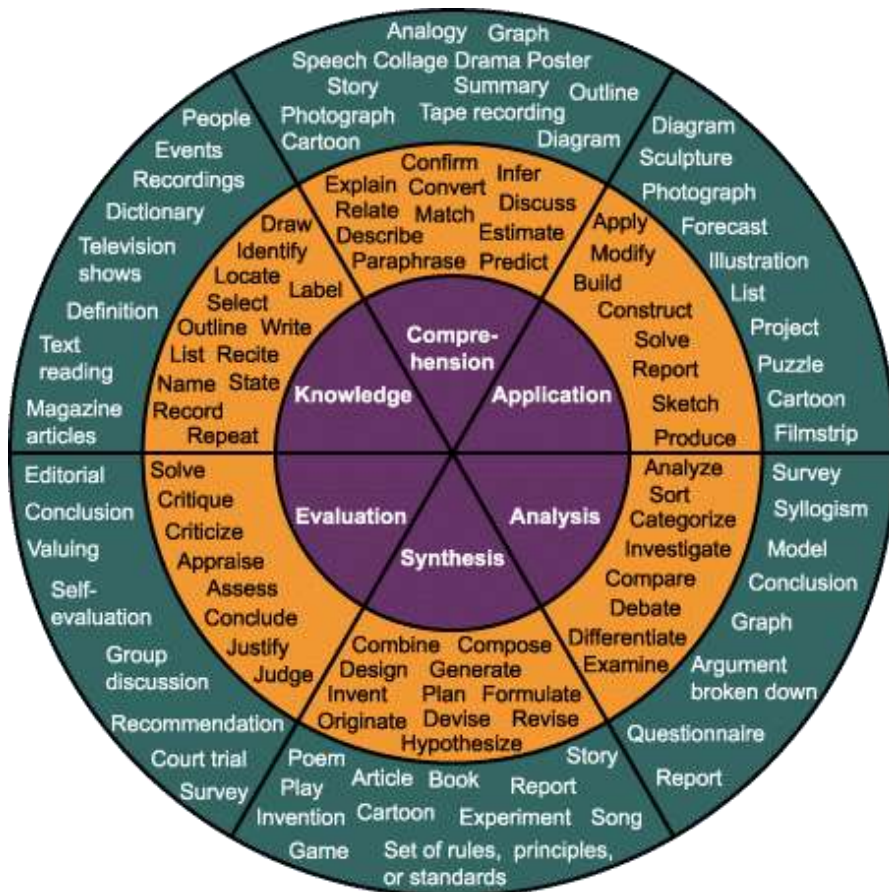 Analogy Graph
Speech Collage Drama Poster
Story Summary Outline
Photograph Tape recording
Cartoon Diagram
Confirm Infer
Explain Convert
Relate Match Discuss
Describe Estimate
Paraphrase Predict
Compre-
hension
Diagram
Sculpture
Photograph
Forecast
Illustration
List
Project
Puzzle
Cartoon
Filmstrip
Apply
Modify
Build
Construct
Solve
Report
Sketch
Produce
Application
Survey
Syllogism
Model
Conclusion
Graph
Argument
broken down
Questionnaire
Report
Analyze
Sort
Categorize
Investigate
Compare
Debate
Differentiate
Examine
Analysis
Synthesis
Combine Compose
Design Generate
Invent Plan Formulate
Originate Devise Revise
Hypothesize
Poem Story
Play Article Book Report
Invention Cartoon Experiment Song
Game Set of rules, principles,
or standards
Evaluation
Solve
Critique
Criticize
Appraise
Assess
Conclude
Justify
Judge
Editorial
Conclusion
Valuing
Self-
evaluation
Group
discussion
Recommendation
Court trial
Survey
Knowledge
Draw
Identify
Locate
Select Label
Outline Write
List Recite
Name State
Record
Repeat
People
Events
Recordings
Dictionary
Television
shows
Definition
Text
reading
Magazine
articles